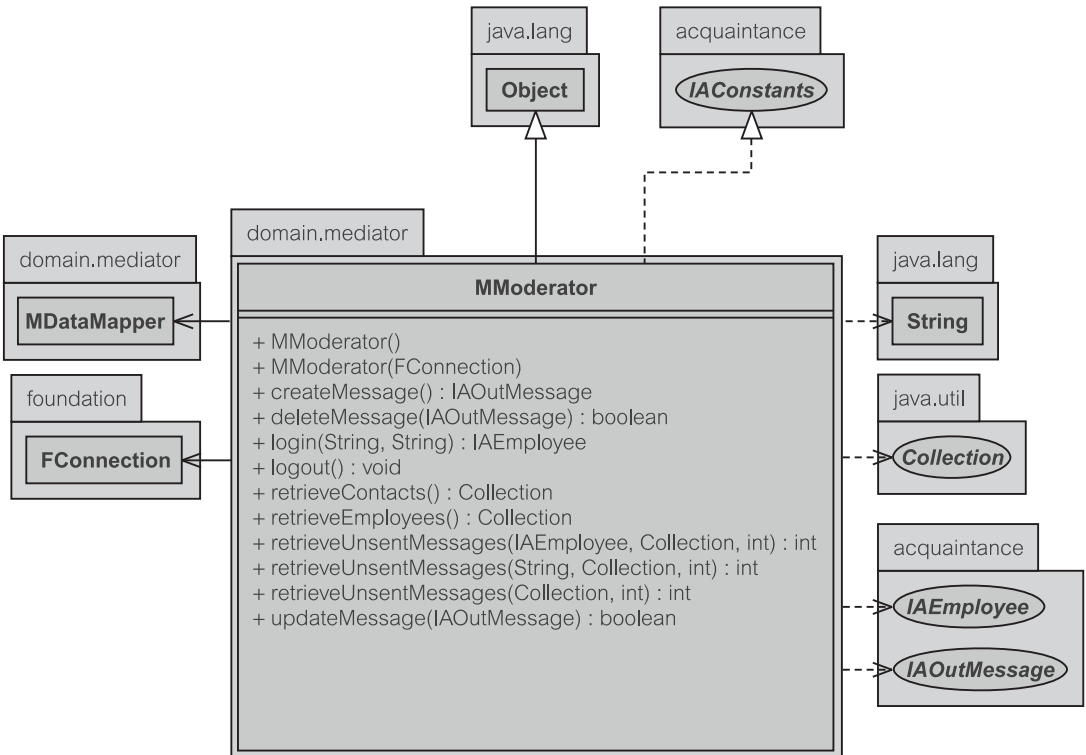 java.lang
Object
acquaintance
IAConstants
domain.mediator
MDataMapper
foundation
FConnection
domain.mediator
MModerator
+ MModerator()
+ MModerator(FConnection)
+ createMessage() : IAOutMessage
+ deleteMessage(IAOutMessage) : boolean
+ login(String, String) : IAEmployee
+ logout() : void
+ retrieveContacts() : Collection
+ retrieveEmployees() : Collection
+ retrieveUnsentMessages(IAEmployee, Collection, int) : int
+ retrieveUnsentMessages(String, Collection, int) : int
+ retrieveUnsentMessages(Collection, int) : int
+ updateMessage(IAOutMessage) : boolean
java.lang
String
java.util
Collection
acquaintance
IAEmployee
IAOutMessage